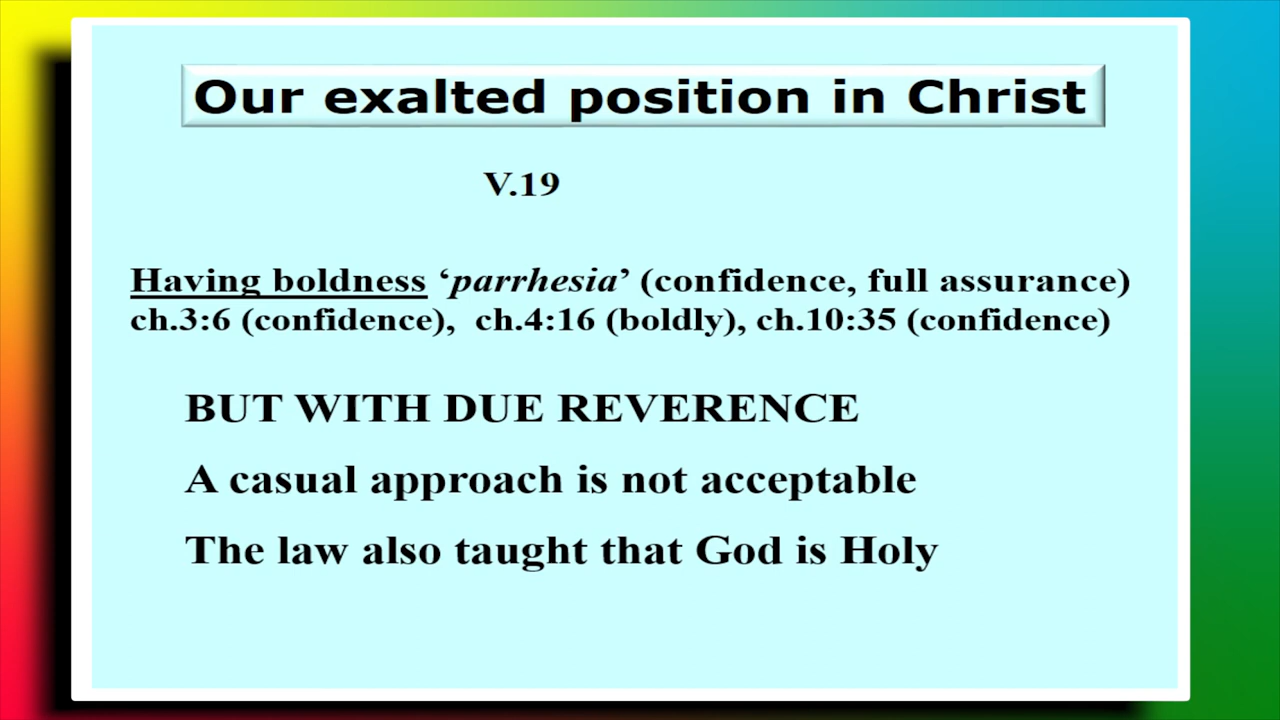 Our exalted position in Christ
V.19
Having boldness ‘parrhesia’ (confidence, full assurance)
ch.3:6 (confidence), ch.4:16 (boldly), ch.10:35 (confidence)
BUT WITH DUE REVERENCE
A casual approach is not acceptable
The law also taught that God is Holy